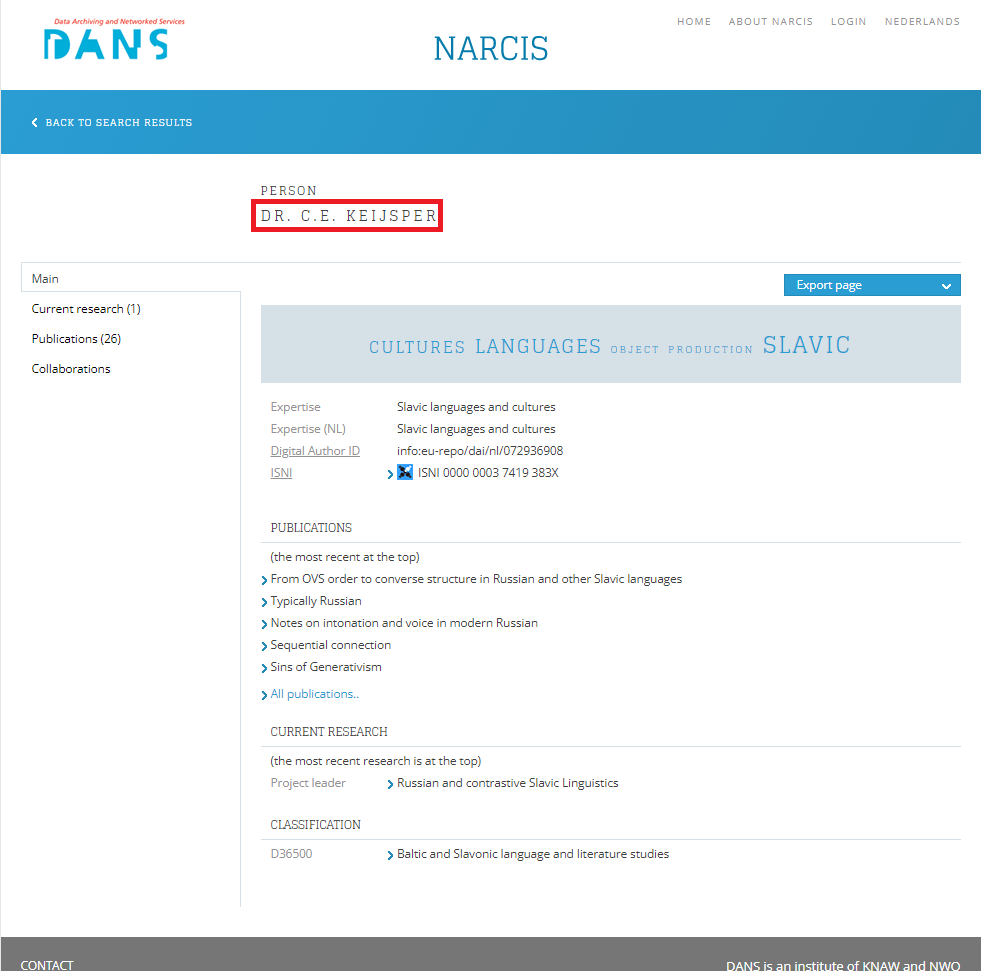 Data Archiving and Networked Services
DANS
NARCIS
HOME ABOUT NARCIS LOGIN NEDERLANDS
BACK TO SEARCH RESULTS
PERSON
DR. C.E. KEIJSPER
Main
Current research (1)
Publications (26)
Collaborations
Export page
CULTURES LANGUAGES OBJECT PRODUCTION SLAVIC
Expertise Slavic languages and cultures
Expertise (NL) Slavic languages and cultures
Digital Author ID info:eu-repo/dai/nl/072936908
ISNI ISNI 0000 0003 7419 383X
PUBLICATIONS
(the most recent at the top)
From OVS order to converse structure in Russian and other Slavic languages
Typically Russian
Notes on intonation and voice in modern Russian
Sequential connection
Sins of Generativism
All publications..
CURRENT RESEARCH
(the most recent research is at the top)
Project leader Russian and contrastive Slavic Linguistics
CLASSIFICATION
D36500 Baltic and Slavonic language and literature studies
CONTACT
DANS is an institute of KNAW and NWO